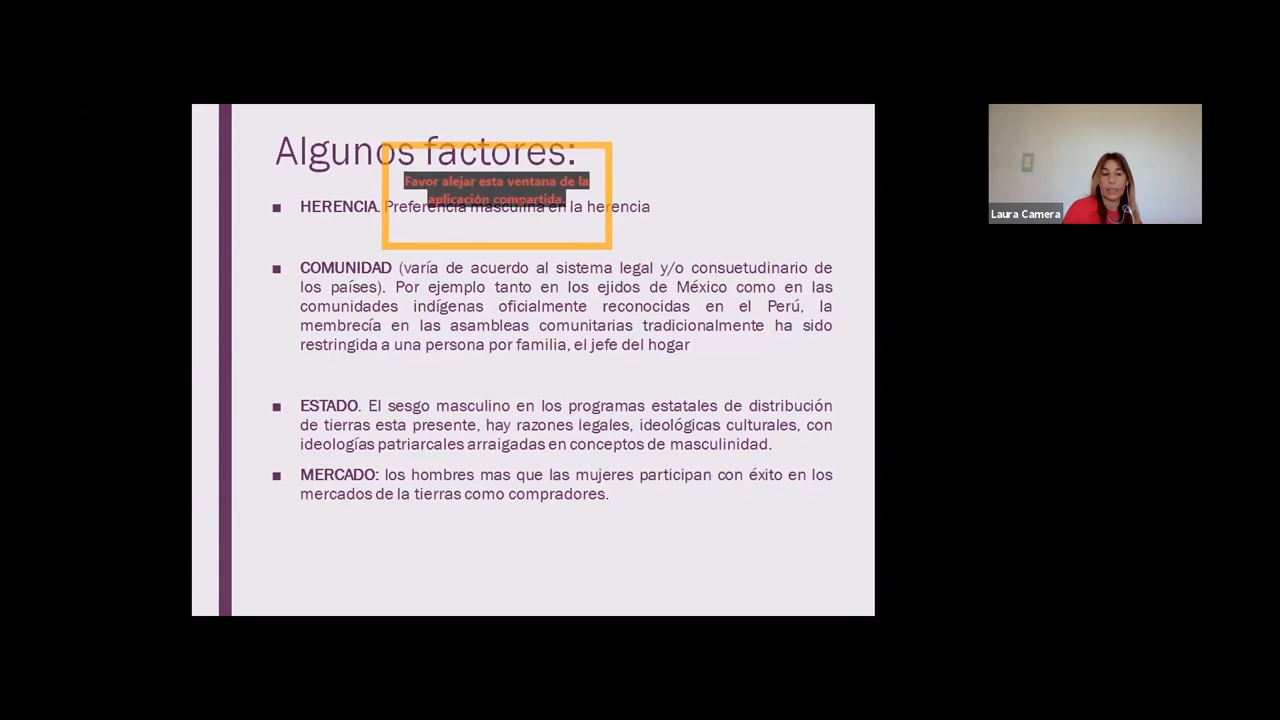 Algunos factores:
Favor alejar esta ventana de la
aplicación compartida.
■ HERENCIA. Preferencia masculina en la herencia
■ COMUNIDAD (varía de acuerdo al sistema legal y/o consuetudinario de
los países). Por ejemplo tanto en los ejidos de México como en las
comunidades indígenas oficialmente reconocidas en el Perú, la
membrecía en las asambleas comunitarias tradicionalmente ha sido
restringida a una persona por familia, el jefe del hogar
■ ESTADO. El sesgo masculino en los programas estatales de distribución
de tierras esta presente, hay razones legales, ideológicas culturales, con
ideologías patriarcales arraigadas en conceptos de masculinidad.
■ MERCADO: los hombres mas que las mujeres participan con éxito en los
mercados de la tierras como compradores.
Laura Camera